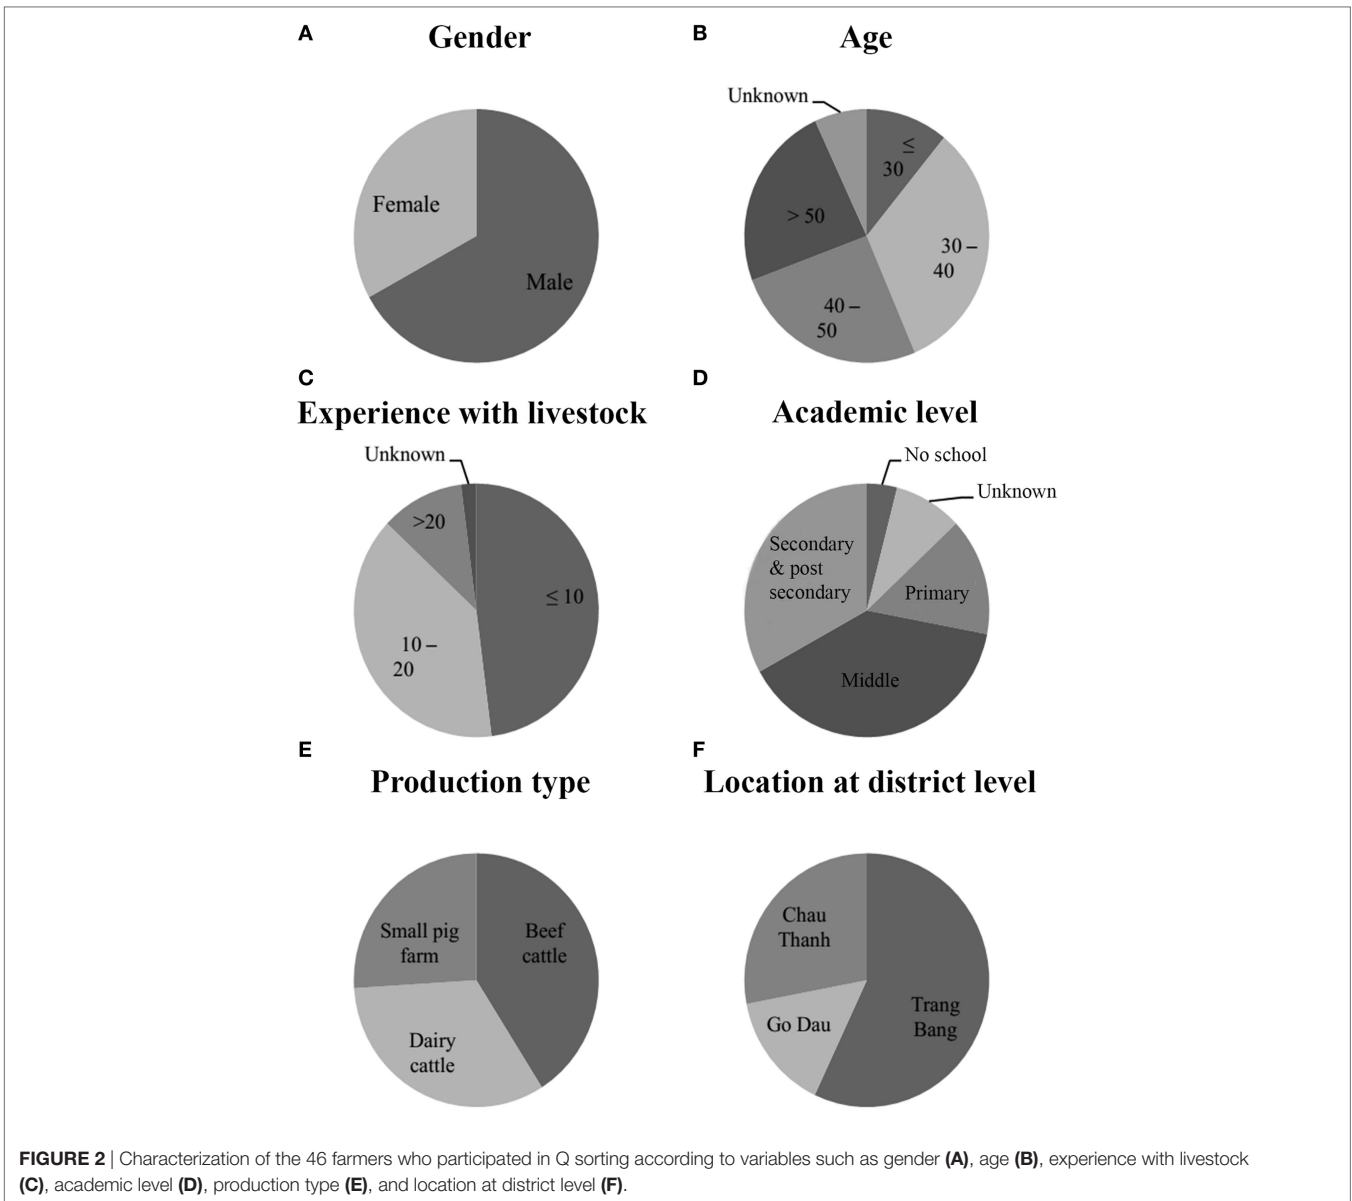 A
Gender
Female
Male
B
Age
Unknown
≤
30
30 –
40
40 –
50
> 50
C
Experience with livestock
Unknown
>20
≤ 10
10 –
20
D
Academic level
No school
Unknown
Secondary
& post
secondary
Primary
Middle
E
Production type
Small pig
farm
Beef
cattle
Dairy
cattle
F
Location at district level
Chau
Thanh
Go Dau
Trang
Bang
FIGURE 2 | Characterization of the 46 farmers who participated in Q sorting according to variables such as gender (A), age (B), experience with livestock
(C), academic level (D), production type (E), and location at district level (F).